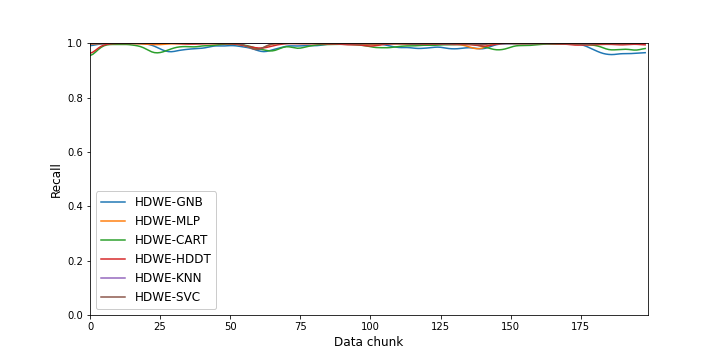 1.0
0.8
0.6
0.4
0.2
0.0
Recall
HDWE-GNB
HDWE-MLP
HDWE-CART
HDWE-HDDT
HDWE-KNN
HDWE-SVC
0 25 50 75 100 125 150 175
Data chunk